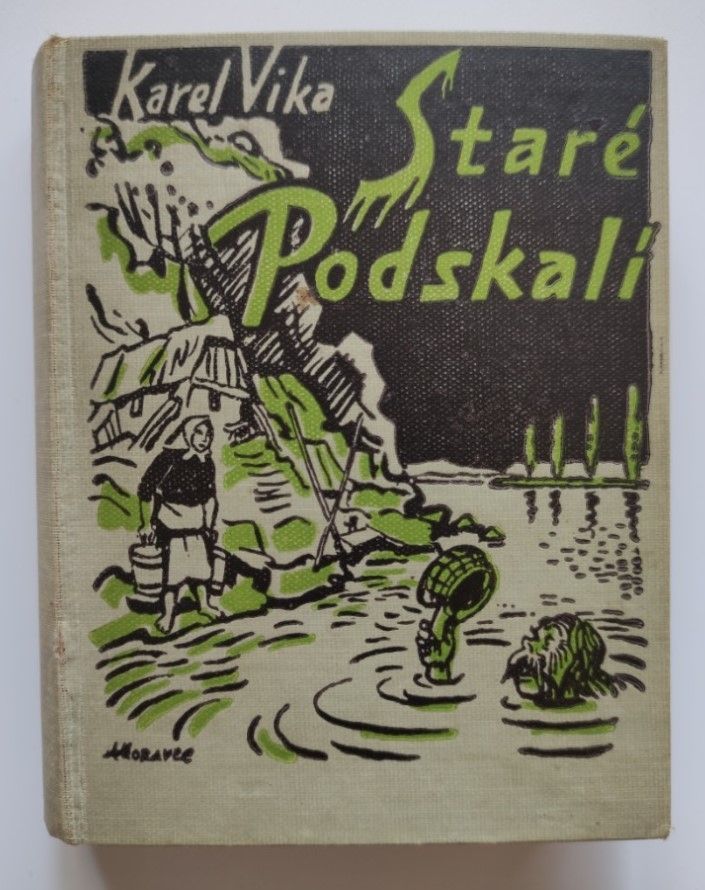 Karel Vika
Staré
Podskalí
AMORAVEC